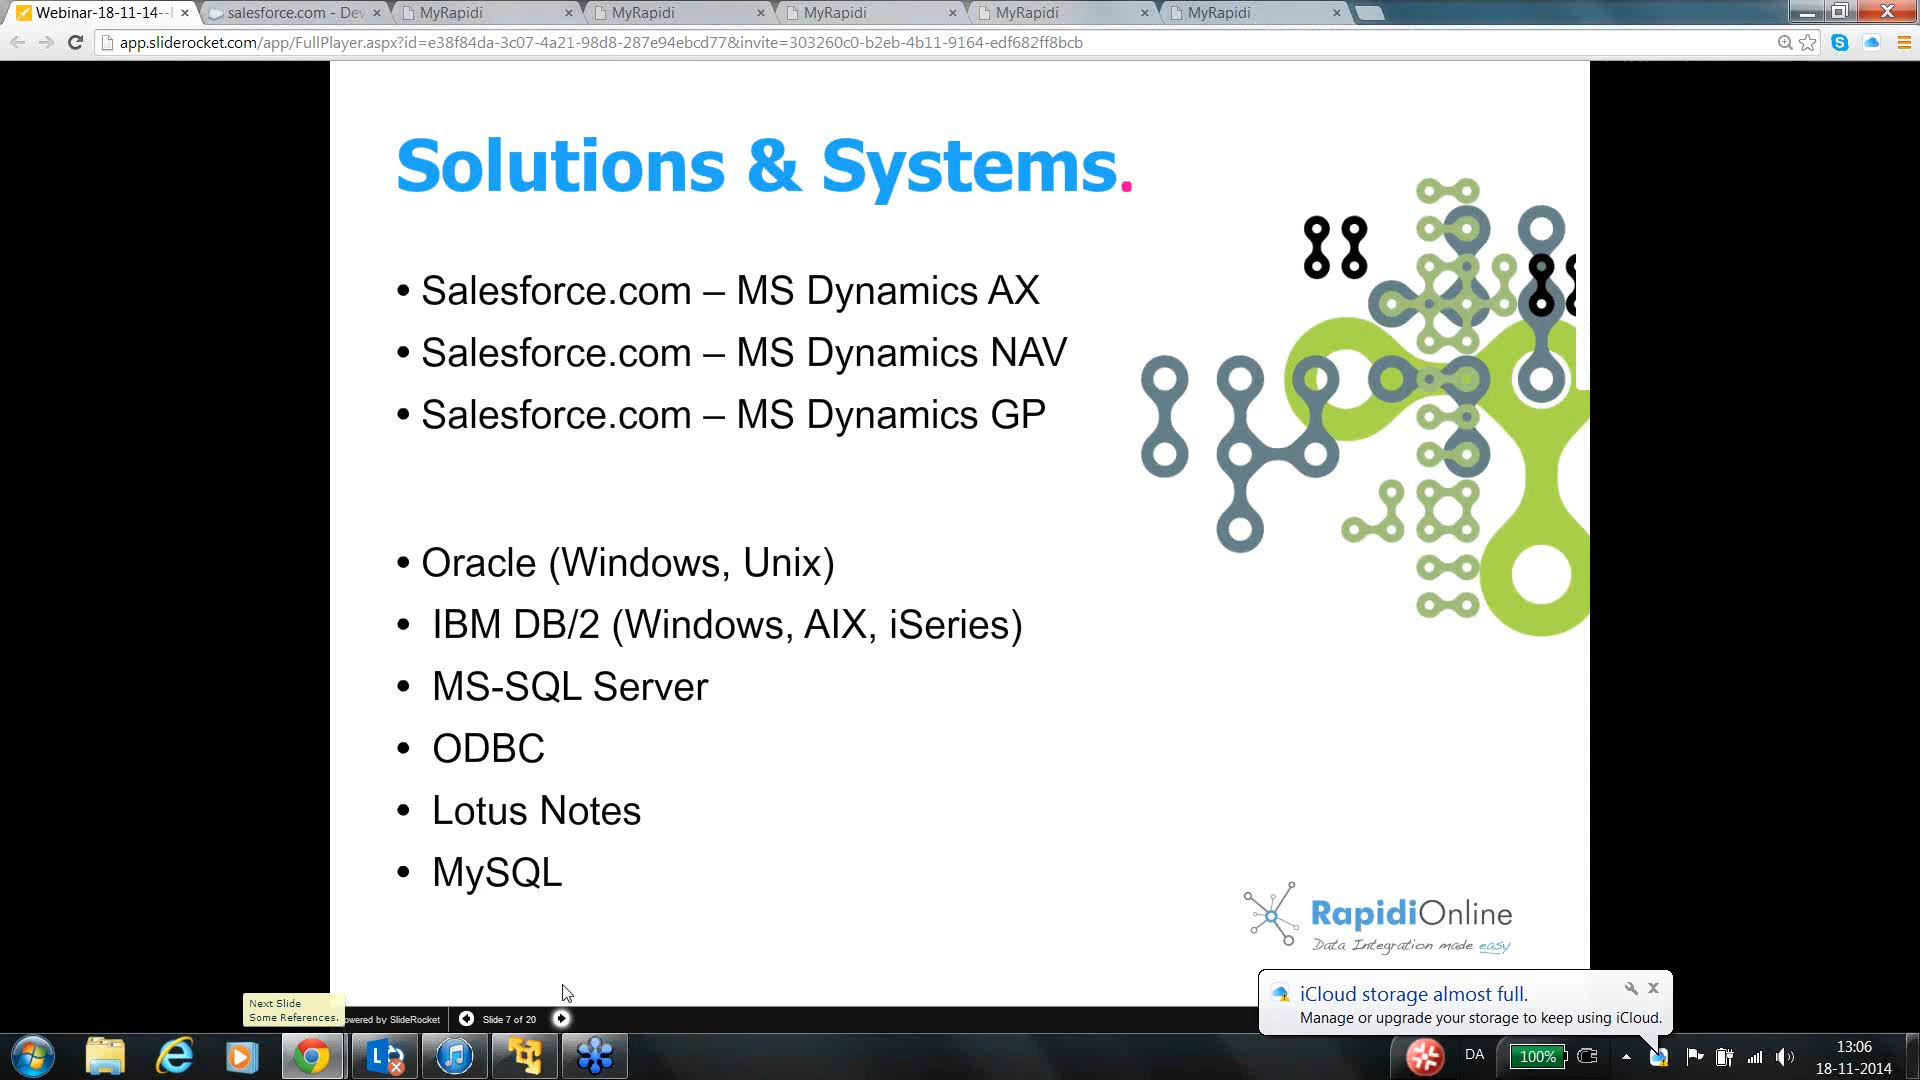 Webinar-18-11-14--
salesforce.com - Dev
MyRapidi
MyRapidi
MyRapidi
MyRapidi
MyRapidi
app.sliderocket.com/app/FullPlayer.aspx?id=e38f84da-3c07-4a21-98d8-287e94ebcd77&invite=303260c0-b2eb-4b11-9164-edf682ff8bcb
Solutions & Systems.
• Salesforce.com – MS Dynamics AX
• Salesforce.com – MS Dynamics NAV
• Salesforce.com – MS Dynamics GP
• Oracle (Windows, Unix)
• IBM DB/2 (Windows, AIX, iSeries)
• MS-SQL Server
• ODBC
• Lotus Notes
• MySQL
RapidiOnline
Data Integration made easy
iCloud storage almost full.
Manage or upgrade your storage to keep using iCloud.
Next Slide
Some References.
owered by SlideRocket
Slide 7 of 20
DA
100%
13:06
18-11-2014